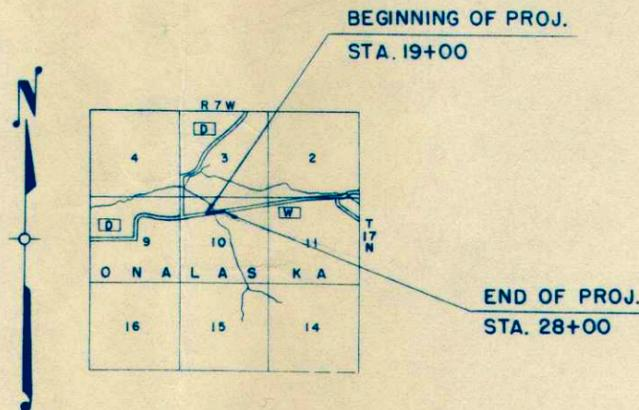 BEGINNING OF PROJ.
STA. 19+00
N
R 7 W
D
4
3
2
D
W
T
17
N
9
10
11
ONALASKA
16
15
14
END OF PROJ.
STA. 28+00